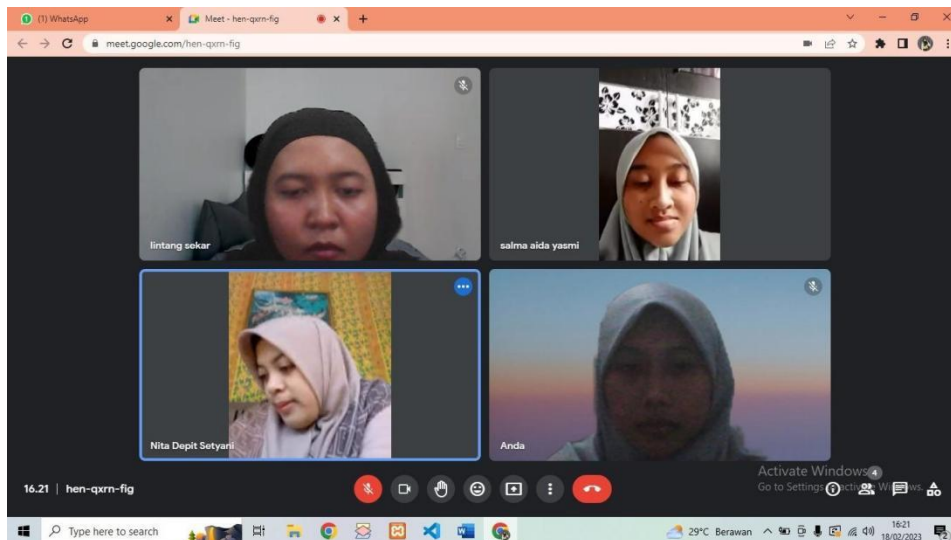 (1) WhatsApp
Meet - hen-qxrn-fig
meet.google.com/hen-qxrn-fig
lintang sekar
salma aida yasmi
Nita Depit Setyani
Anda
Activate Windows
4
Go to Settings
16.21 | hen-qxrn-fig
Type here to search
29°C Berawan
16:21
18/02/2023